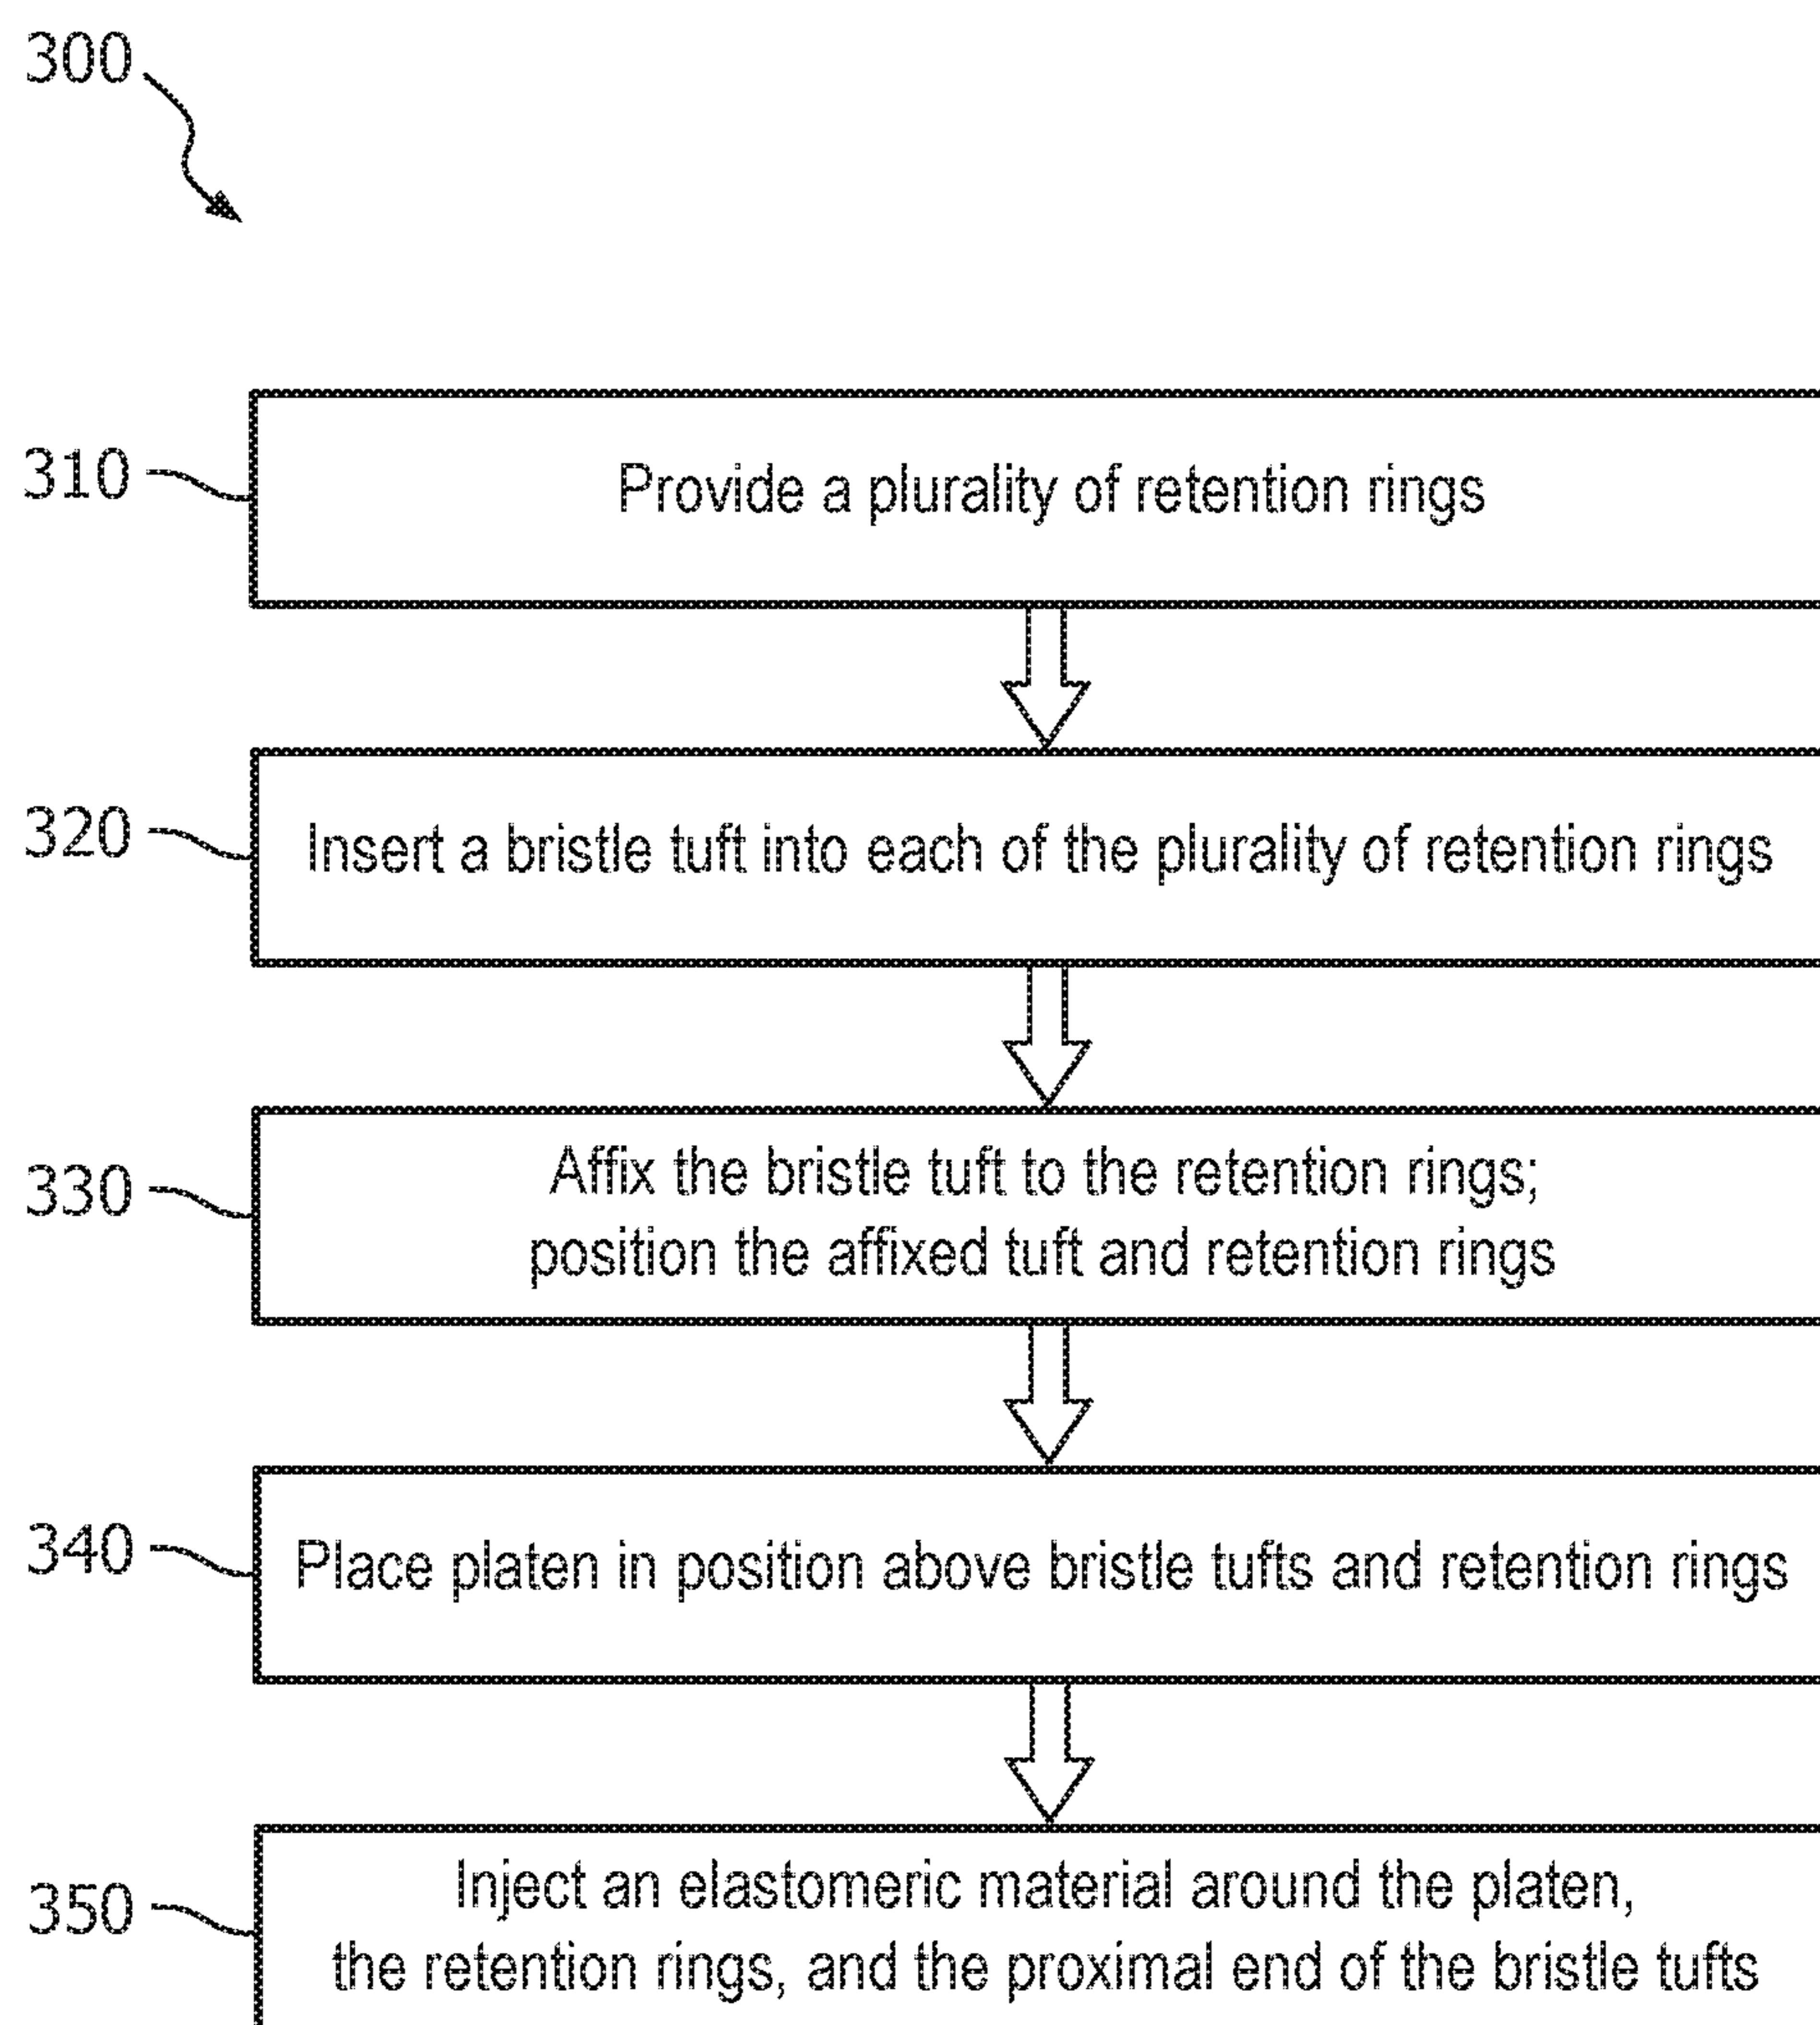 300
310
Provide a plurality of retention rings
320
Insert a bristle tuft into each of the plurality of retention rings
330
Affix the bristle tuft to the retention rings;
position the affixed tuft and retention rings
340
Place platen in position above bristle tufts and retention rings
350
Inject an elastomeric material around the platen,
the retention rings, and the proximal end of the bristle tufts